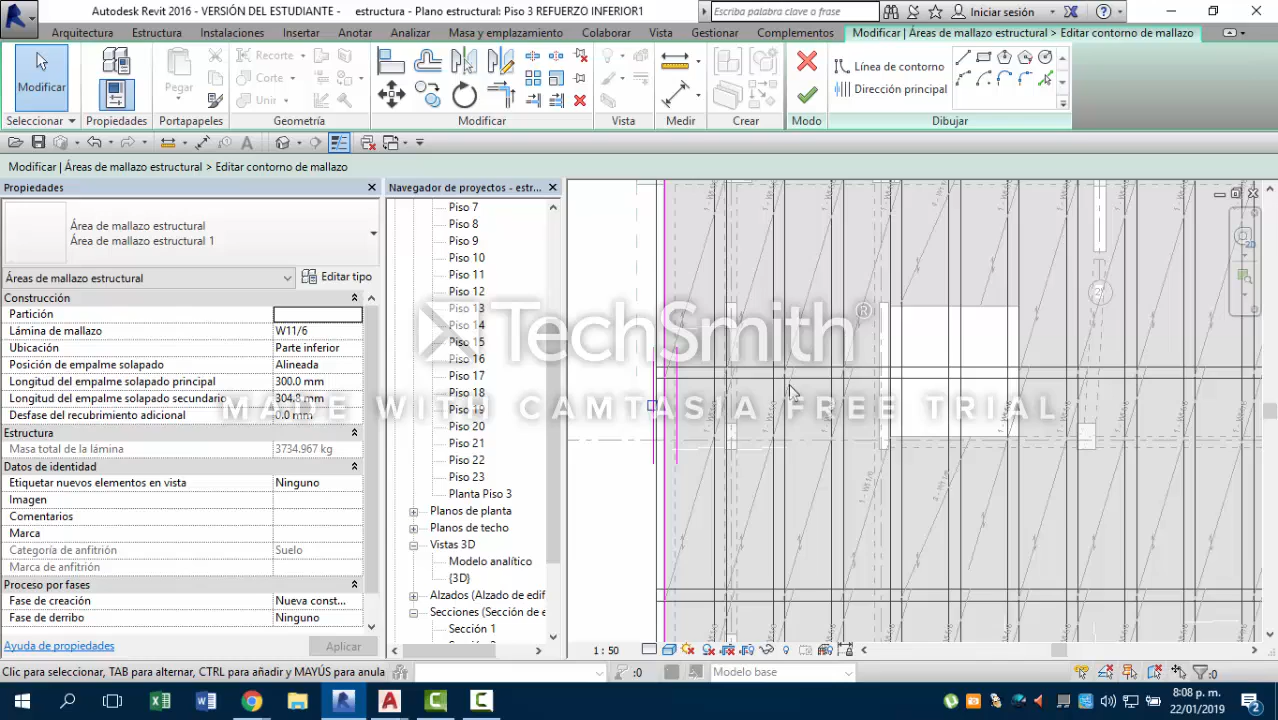 Autodesk Revit 2016 - VERSIÓN DEL ESTUDIANTE - estructura - Plano estructural: Piso 3 REFUERZO INFERIOR1
Escriba palabra clave o frase
Iniciar sesión
Arquitectura Estructura Instalaciones Insertar Anotar Analizar Masa y emplazamiento Colaborar Vista Gestionar Complementos Modificar | Áreas de mallazo estructural > Editar contorno de mallazo
Modificar
Pegar
Recorte
Corte
Unir
Línea de contorno
Dirección principal
Seleccionar Propiedades Portapapeles Geometría Modificar Vista Medir Crear Modo Dibujar
Modificar | Áreas de mallazo estructural > Editar contorno de mallazo
Propiedades
Área de mallazo estructural
Área de mallazo estructural 1
Áreas de mallazo estructural
Editar tipo
Construcción
Partición
Lámina de mallazo W11/6
Ubicación Parte inferior
Posición de empalme solapado Alineada
Longitud del empalme solapado principal 300.0 mm
Longitud del empalme solapado secundario 304.8 mm
Desfase del recubrimiento adicional 0.0 mm
Estructura
Masa total de la lámina 3734.967 kg
Datos de identidad
Etiquetar nuevos elementos en vista Ninguno
Imagen
Comentarios
Marca
Categoría de anfitrión Suelo
Marca de anfitrión
Proceso por fases
Fase de creación Nueva const...
Fase de derribo Ninguno
Ayuda de propiedades
Aplicar
Navegador de proyectos - estr...
Piso 7
Piso 8
Piso 9
Piso 10
Piso 11
Piso 12
Piso 13
Piso 14
Piso 15
Piso 16
Piso 17
Piso 18
Piso 19
Piso 20
Piso 21
Piso 22
Piso 23
Planta Piso 3
Planos de planta
Planos de techo
Vistas 3D
Modelo analítico
{3D}
Alzados (Alzado de edif
Secciones (Sección de e
Sección 1
TechSmith®
MADE WITH CAMTASIA FREE TRIAL
1 : 50
Clic para seleccionar, TAB para alternar, CTRL para añadir y MAYÚS para anula
:0
Modelo base
:0
8:08 p. m.
22/01/2019